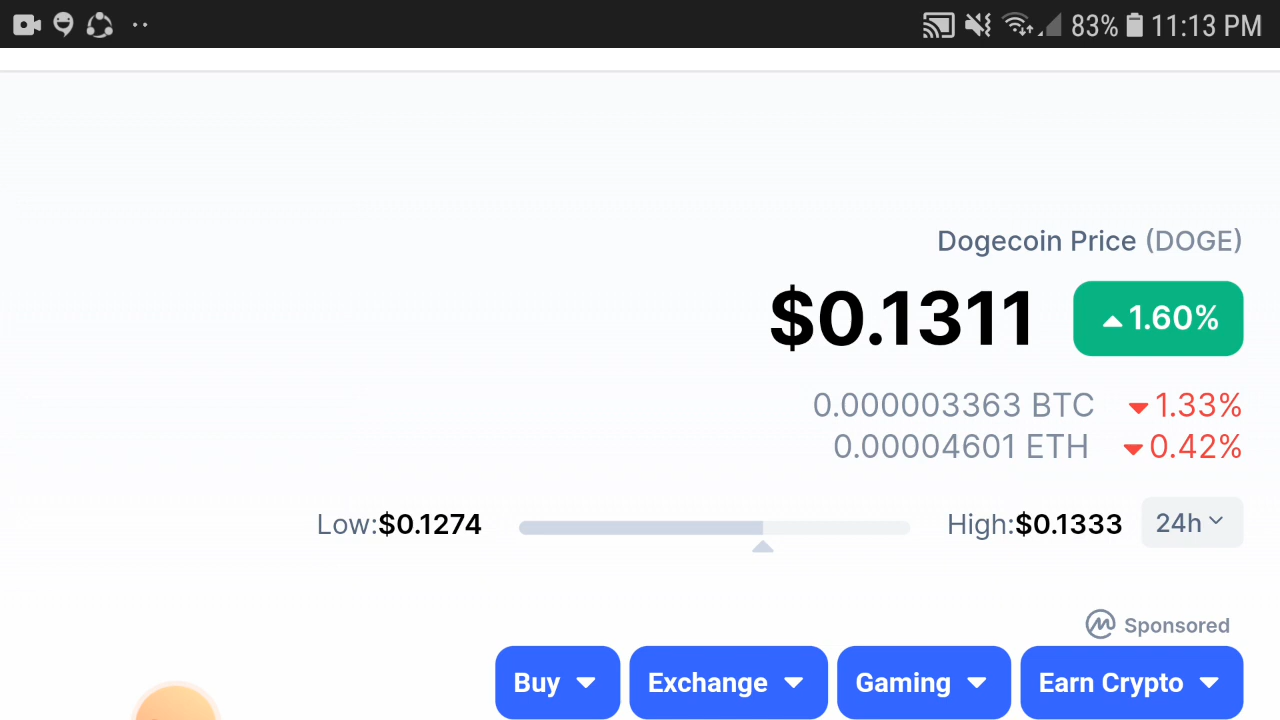 83% 11:13 PM
Dogecoin Price (DOGE)
$0.1311 1.60%
0.000003363 BTC 1.33%
0.00004601 ETH 0.42%
Low:$0.1274 High:$0.1333 24h
Sponsored
Buy Exchange Gaming Earn Crypto